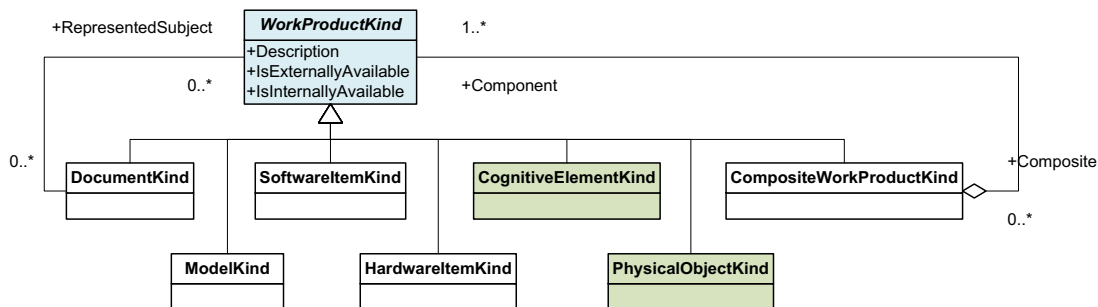 +RepresentedSubject
WorkProductKind
1..*
+Description
+IsExternallyAvailable
+IsInternallyAvailable
0..*
+Component
0..*
DocumentKind
SoftwareItemKind
CognitiveElementKind
CompositeWorkProductKind
+Composite
0..*
ModelKind
HardwareItemKind
PhysicalObjectKind